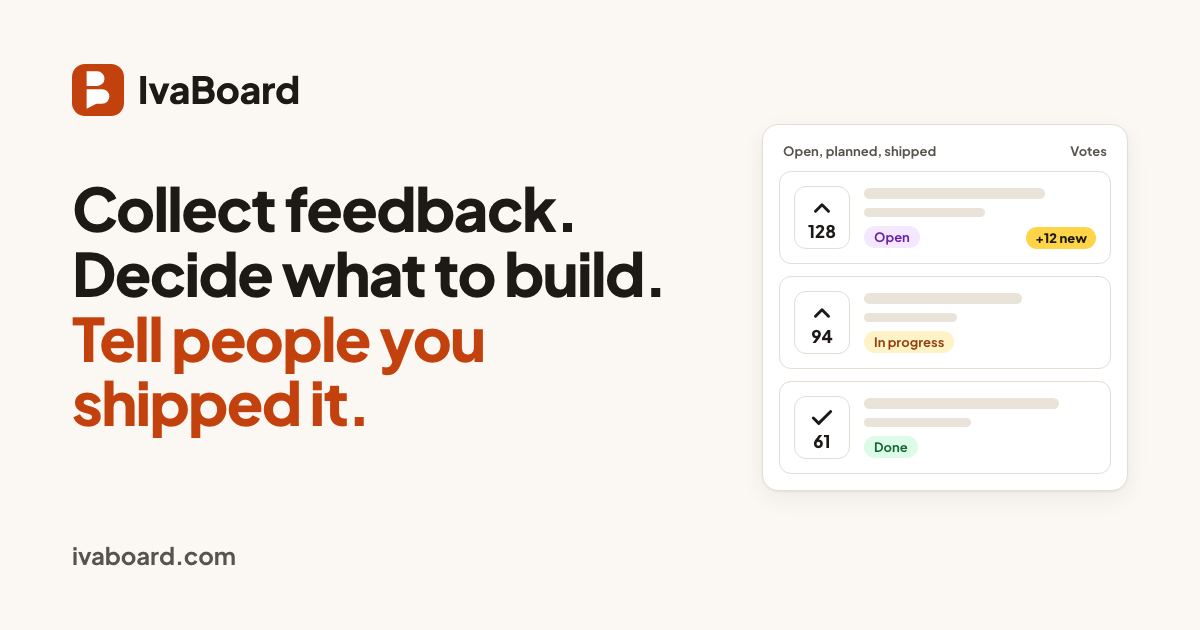 IvaBoard
Collect feedback.
Decide what to build.
Tell people you
shipped it.
ivaboard.com
Open, planned, shipped
Votes
128
Open
+12 new
94
In progress
61
Done